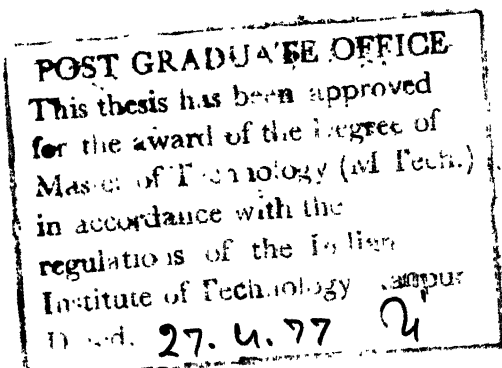 POST GRADUATE OFFICE
This thesis has been approved
for the award of the Degree of
Master of Technology (M Tech.)
in accordance with the
regulations of the Indian
Institute of Technology Kanpur
Dated. 27.4.77